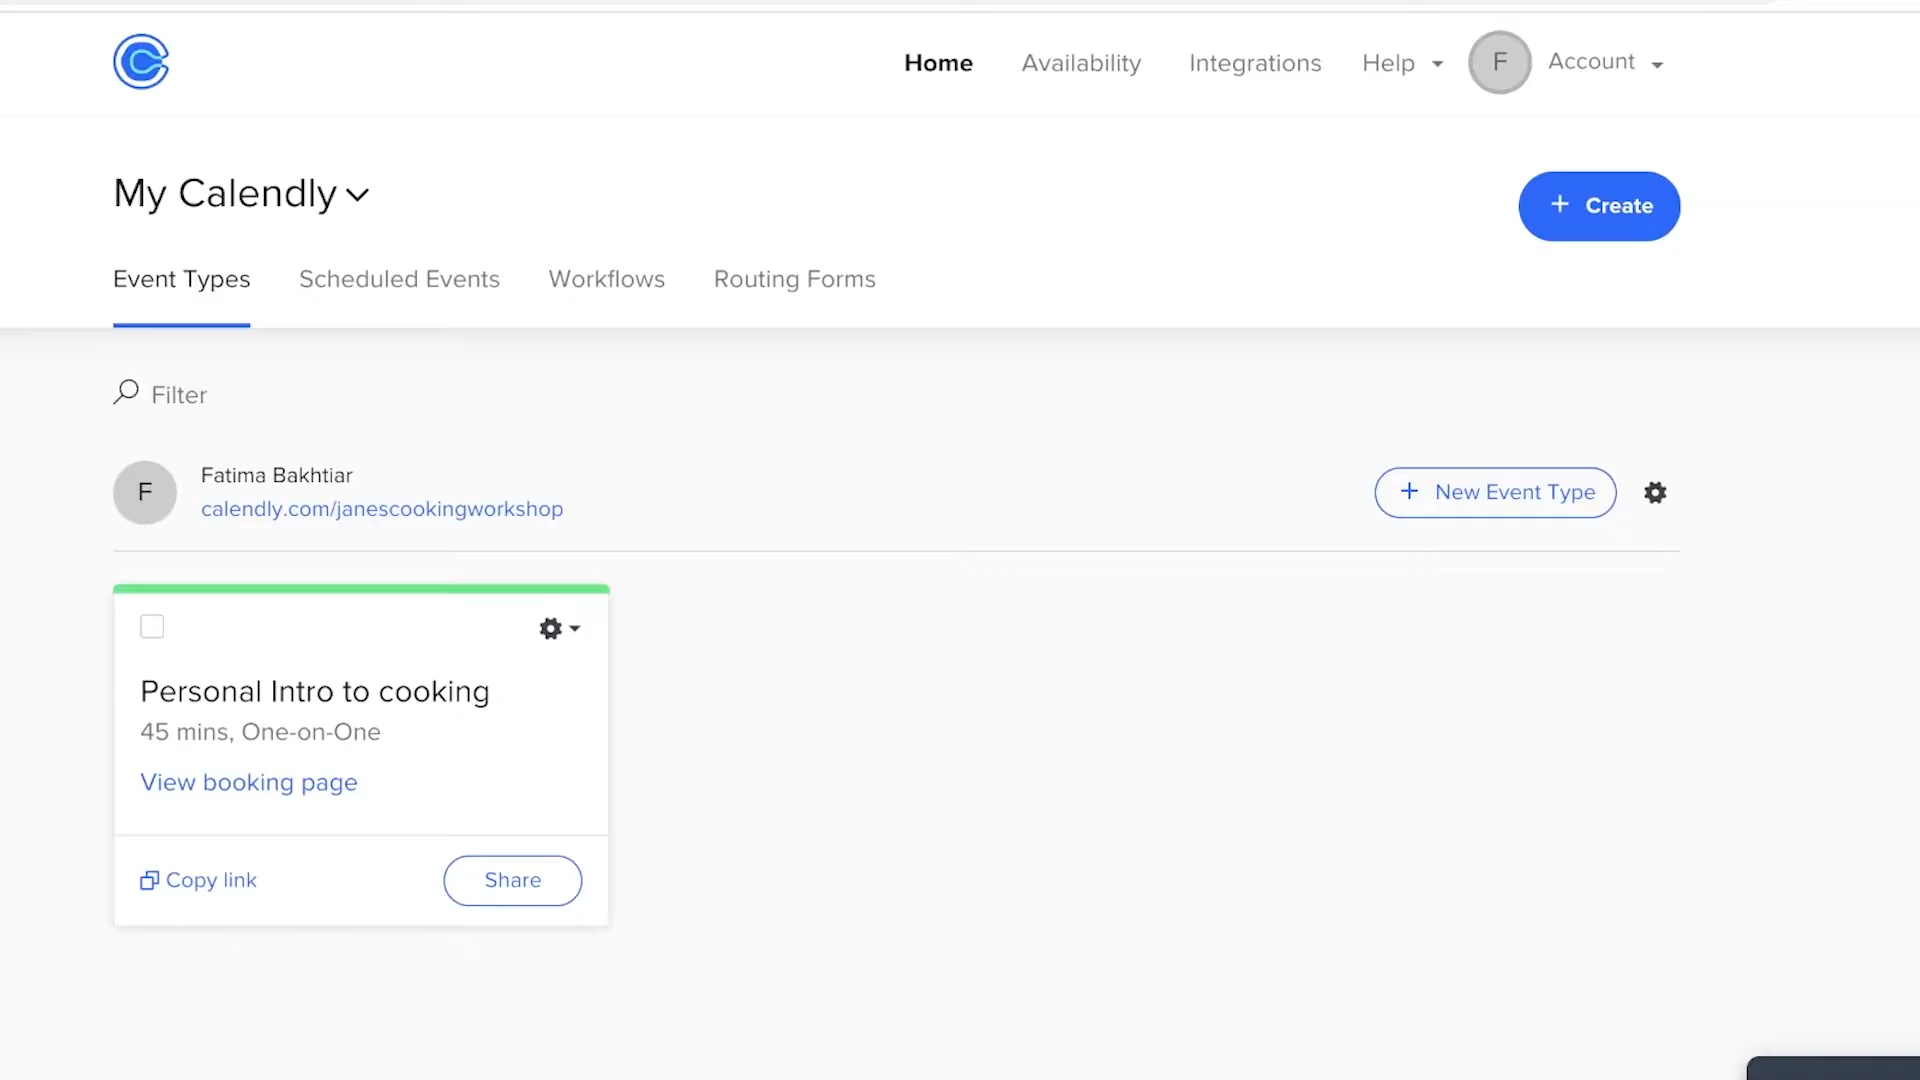 Home Availability Integrations Help F Account
My Calendly
+ Create
Event Types Scheduled Events Workflows Routing Forms
Filter
F
Fatima Bakhtiar
calendly.com/janescookingworkshop
+ New Event Type
Personal Intro to cooking
45 mins, One-on-One
View booking page
Copy link
Share